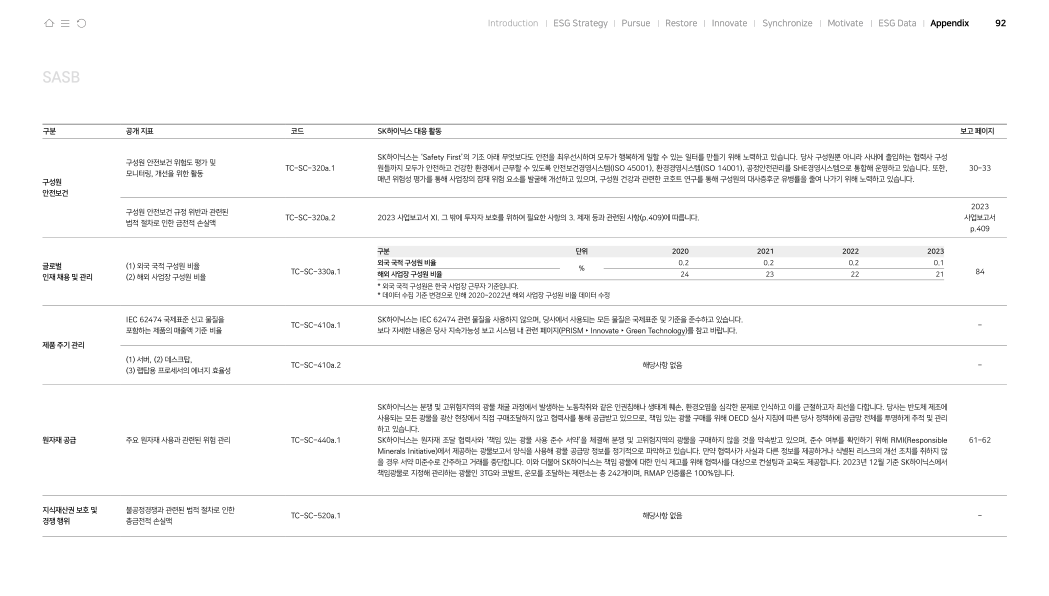 Introduction | ESG Strategy | Pursue | Restore | Innovate | Synchronize | Motivate | ESG Data | Appendix 92
SASB
구분 공개 지표 코드 SK하이닉스 대응 활동 보고 페이지
구성원 안전보건
구성원 안전보건 위험도 평가 및
모니터링, 개선을 위한 활동
TC-SC-320a.1
SK하이닉스는 'Safety First'의 기조 아래 무엇보다도 안전을 최우선시하며 모두가 행복하게 일할 수 있는 일터를 만들기 위해 노력하고 있습니다. 당사 구성원뿐 아니라 사내에 출입하는 협력사 구성
원들까지 모두가 안전하고 건강한 환경에서 근무할 수 있도록 안전보건경영시스템(ISO 45001), 환경경영시스템(ISO 14001), 공정안전관리를 SHE경영시스템으로 통합해 운영하고 있습니다. 또한,
매년 위험성 평가를 통해 사업장의 잠재 위험 요소를 발굴해 개선하고 있으며, 구성원 건강과 관련한 코호트 연구를 통해 구성원의 대사증후군 유병률을 줄여 나가기 위해 노력하고 있습니다.
30-33
구성원 안전보건 규정 위반과 관련된
법적 절차로 인한 금전적 손실액
TC-SC-320a.2
2023 사업보고서 XI. 그 밖에 투자자 보호를 위하여 필요한 사항의 3. 제재 등과 관련된 사항(p.409)에 따릅니다.
2023
사업보고서
p.409
글로벌
인재 채용 및 관리
(1) 외국 국적 구성원 비율
(2) 해외 사업장 구성원 비율
TC-SC-330a.1
구분 단위 2020 2021 2022 2023
외국 국적 구성원 비율 % 0.2 0.2 0.2 0.1
해외 사업장 구성원 비율 24 23 22 21
* 외국 국적 구성원은 한국 사업장 근무자 기준입니다.
* 데이터 수집 기준 변경으로 인해 2020~2022년 해외 사업장 구성원 비율 데이터 수정
84
제품 주기 관리
IEC 62474 국제표준 신고 물질을
포함하는 제품의 매출액 기준 비율
TC-SC-410a.1
SK하이닉스는 IEC 62474 관련 물질을 사용하지 않으며, 당사에서 사용되는 모든 물질은 국제표준 및 기준을 준수하고 있습니다.
보다 자세한 내용은 당사 지속가능성 보고 시스템 내 관련 페이지(PRISM ‣ Innovate ‣ Green Technology)를 참고 바랍니다.
–
(1) 서버, (2) 데스크탑,
(3) 랩탑용 프로세서의 에너지 효율성
TC-SC-410a.2
해당사항 없음
–
원자재 공급
주요 원자재 사용과 관련된 위험 관리
TC-SC-440a.1
SK하이닉스는 분쟁 및 고위험지역의 광물 채굴 과정에서 발생하는 노동착취와 같은 인권침해나 생태계 훼손, 환경오염을 심각한 문제로 인식하고 이를 근절하고자 최선을 다합니다. 당사는 반도체 제조에
사용되는 모든 광물을 광산 현장에서 직접 구매조달하지 않고 협력사를 통해 공급받고 있으므로, 책임 있는 광물 구매를 위해 OECD 실사 지침에 따른 당사 정책하에 공급망 전체를 투명하게 추적 및 관리
하고 있습니다.
SK하이닉스는 원자재 조달 협력사와 '책임 있는 광물 사용 준수 서약'을 체결해 분쟁 및 고위험지역의 광물을 구매하지 않을 것을 약속받고 있으며, 준수 여부를 확인하기 위해 RMI(Responsible
Minerals Initiative)에서 제공하는 광물보고서 양식을 사용해 광물 공급망 정보를 정기적으로 파악하고 있습니다. 만약 협력사가 사실과 다른 정보를 제공하거나 식별된 리스크의 개선 조치를 취하지 않
을 경우 서약 미준수로 간주하고 거래를 중단합니다. 이와 더불어 SK하이닉스는 책임 광물에 대한 인식 제고를 위해 협력사를 대상으로 컨설팅과 교육도 제공합니다. 2023년 12월 기준 SK하이닉스에서
책임광물로 지정해 관리하는 광물인 3TG와 코발트, 운모를 조달하는 제련소는 총 242개이며, RMAP 인증률은 100%입니다.
61-62
지식재산권 보호 및
경쟁 행위
불공정경쟁과 관련된 법적 절차로 인한
총금전적 손실액
TC-SC-520a.1
해당사항 없음
–